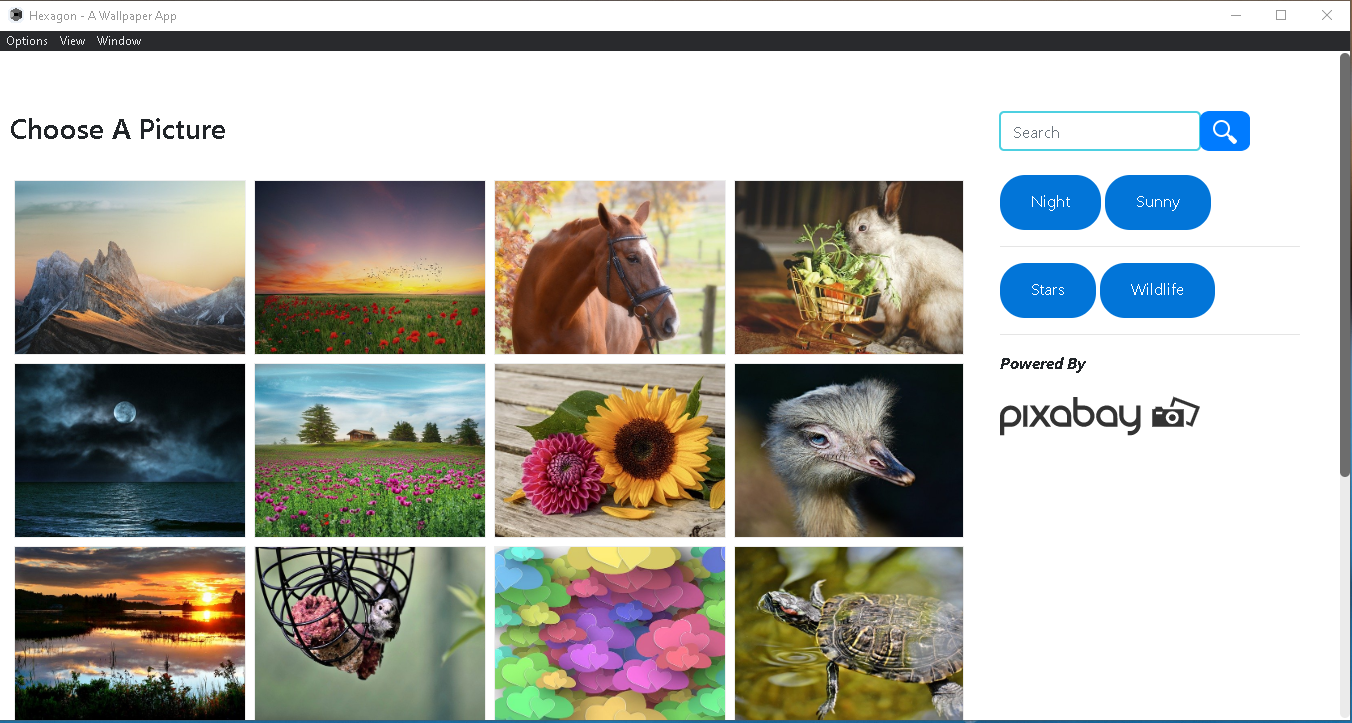 Hexagon - A Wallpaper App
Options View Window
Choose A Picture
Search
Night Sunny
Stars Wildlife
Powered By
pixabay